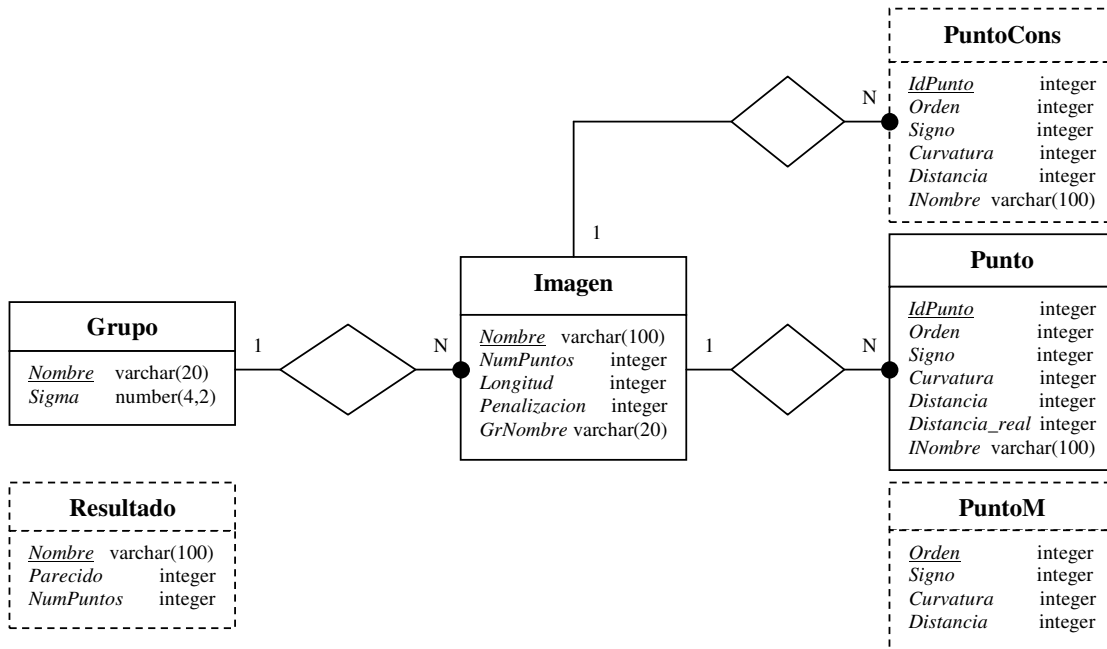 PuntoCons
IdPunto integer
Orden integer
Signo integer
Curvatura integer
Distancia integer
INombre varchar(100)
N
1
Grupo
Nombre varchar(20)
Sigma number(4,2)
1
N
Imagen
Nombre varchar(100)
NumPuntos integer
Longitud integer
Penalizacion integer
GrNombre varchar(20)
1
N
Punto
IdPunto integer
Orden integer
Signo integer
Curvatura integer
Distancia integer
Distancia_real integer
INombre varchar(100)
Resultado
Nombre varchar(100)
Parecido integer
NumPuntos integer
PuntoM
Orden integer
Signo integer
Curvatura integer
Distancia integer